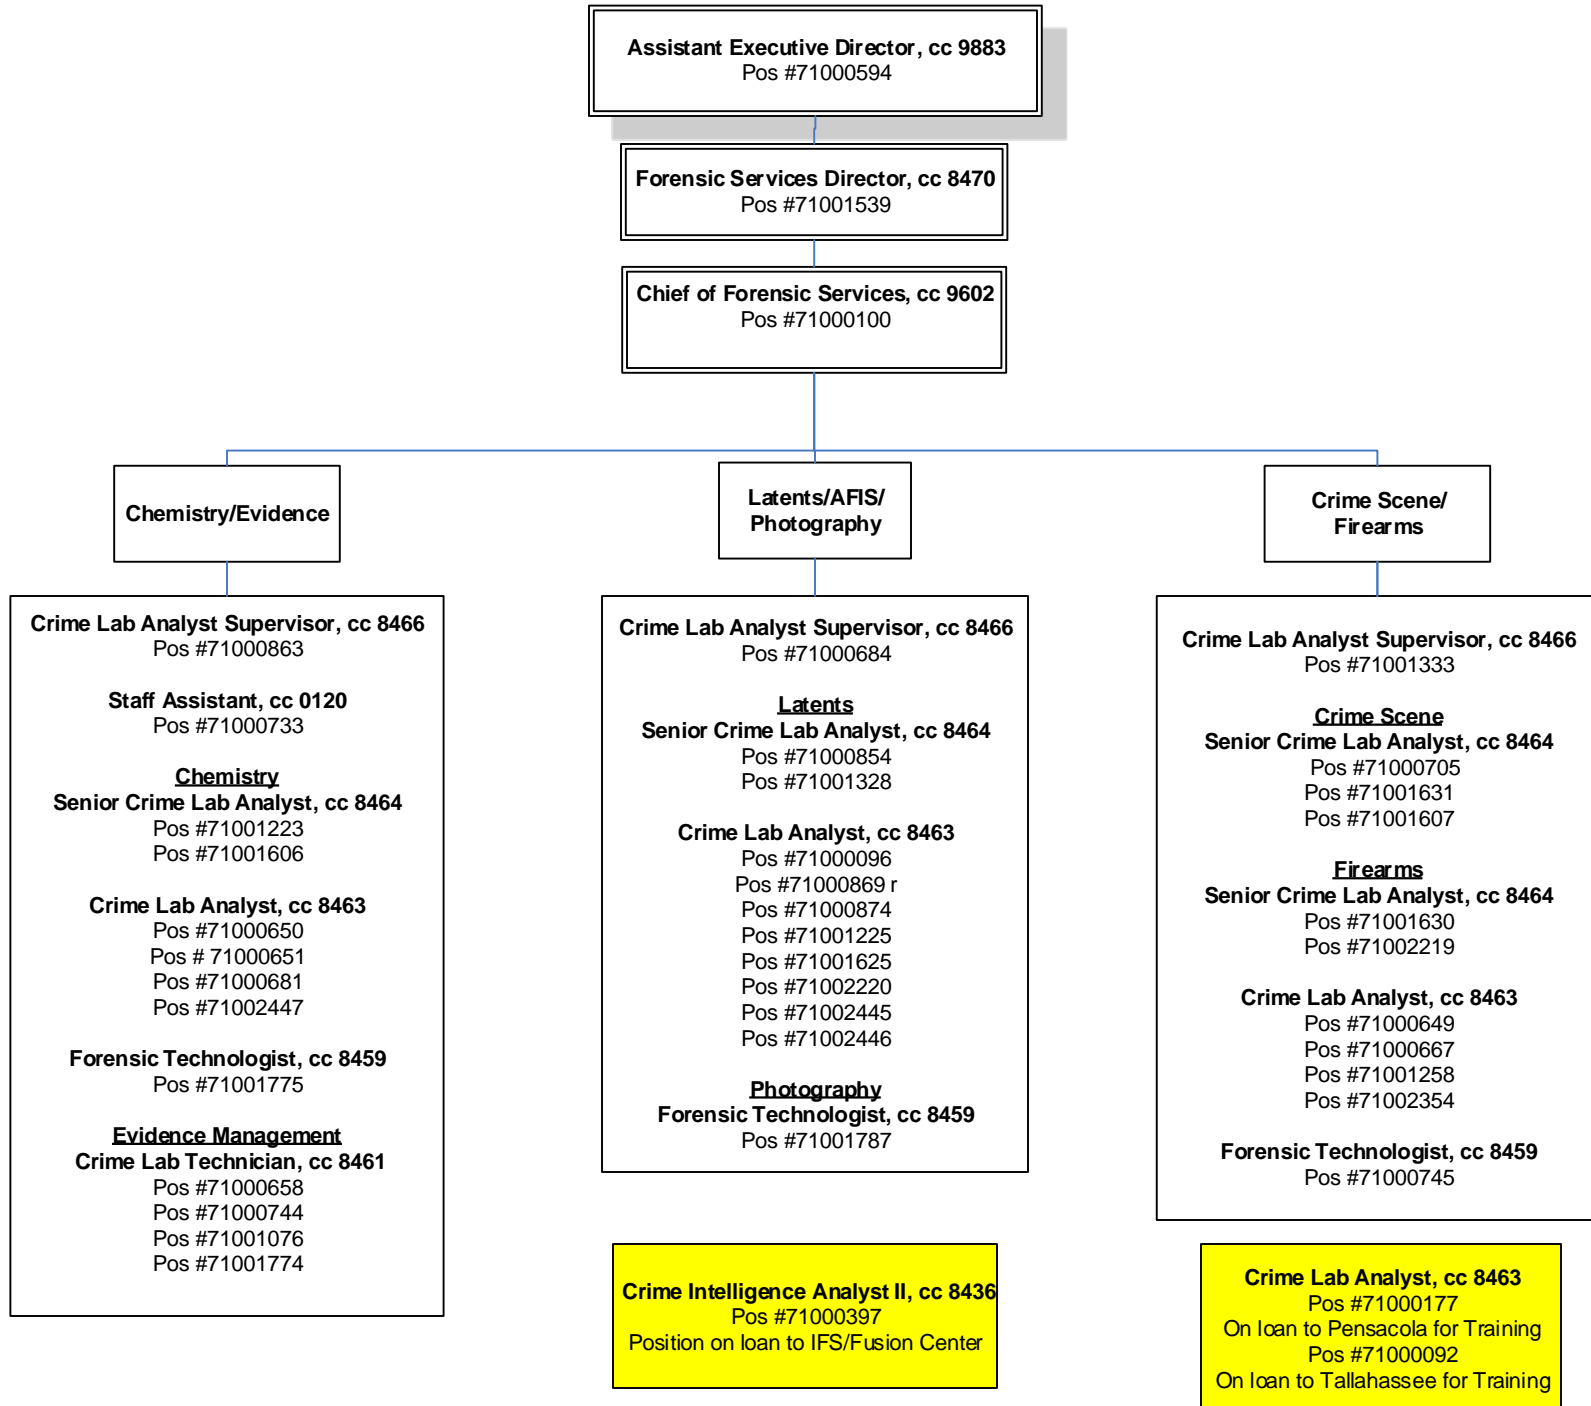 Assistant Executive Director, cc 9883
Pos #71000594
Forensic Services Director, cc 8470
Pos #71001539
Chief of Forensic Services, cc 9602
Pos #71000100
Chemistry/Evidence
Latents/AFIS/
Photography
Crime Scene/
Firearms
Crime Lab Analyst Supervisor, cc 8466
Pos #71000863
Staff Assistant, cc 0120
Pos #71000733
Chemistry
Senior Crime Lab Analyst, cc 8464
Pos #71001223
Pos #71001606
Crime Lab Analyst, cc 8463
Pos #71000650
Pos # 71000651
Pos #71000681
Pos #71002447
Forensic Technologist, cc 8459
Pos #71001775
Evidence Management
Crime Lab Technician, cc 8461
Pos #71000658
Pos #71000744
Pos #71001076
Pos #71001774
Crime Lab Analyst Supervisor, cc 8466
Pos #71000684
Latents
Senior Crime Lab Analyst, cc 8464
Pos #71000854
Pos #71001328
Crime Lab Analyst, cc 8463
Pos #71000096
Pos #71000869 r
Pos #71000874
Pos #71001225
Pos #71001625
Pos #71002220
Pos #71002445
Pos #71002446
Photography
Forensic Technologist, cc 8459
Pos #71001787
Crime Intelligence Analyst II, cc 8436
Pos #71000397
Position on loan to IFS/Fusion Center
Crime Lab Analyst Supervisor, cc 8466
Pos #71001333
Crime Scene
Senior Crime Lab Analyst, cc 8464
Pos #71000705
Pos #71001631
Pos #71001607
Firearms
Senior Crime Lab Analyst, cc 8464
Pos #71001630
Pos #71002219
Crime Lab Analyst, cc 8463
Pos #71000649
Pos #71000667
Pos #71001258
Pos #71002354
Forensic Technologist, cc 8459
Pos #71000745
Crime Lab Analyst, cc 8463
Pos #71000177
On loan to Pensacola for Training
Pos #71000092
On loan to Tallahassee for Training